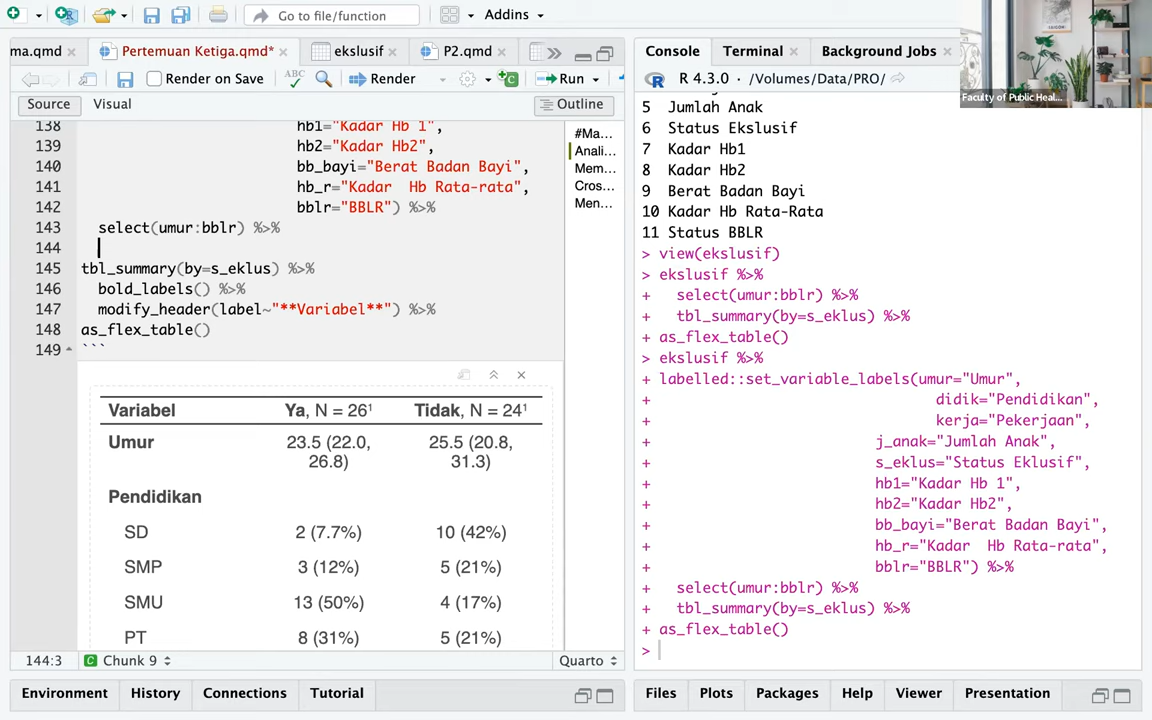 Go to file/function
Addins
ma.qmd
Pertemuan Ketiga.qmd*
ekslusif
P2.qmd
Render on Save
ABC
Render
Run
Source
Visual
Outline
138 hb1="Kadar Hb 1",
139 hb2="Kadar Hb2",
140 bb_bayi="Berat Badan Bayi",
141 hb_r="Kadar  Hb Rata-rata",
142 bblr="BBLR") %>%
143 select(umur:bblr) %>%
144
145 tbl_summary(by=s_eklus) %>%
146 bold_labels() %>%
147 modify_header(label~"**Variabel**") %>%
148 as_flex_table()
149 ```
#Ma...
Anali...
Mem...
Cros...
Men...
Variabel Ya, N = 26¹ Tidak, N = 24¹
Umur 23.5 (22.0, 26.8) 25.5 (20.8, 31.3)
Pendidikan
SD 2 (7.7%) 10 (42%)
SMP 3 (12%) 5 (21%)
SMU 13 (50%) 4 (17%)
PT 8 (31%) 5 (21%)
144:3
Chunk 9
Quarto
Environment
History
Connections
Tutorial
Console
Terminal
Background Jobs
R 4.3.0 · /Volumes/Data/PRO/
Faculty of Public Heal...
5 Jumlah Anak
6 Status Ekslusif
7 Kadar Hb1
8 Kadar Hb2
9 Berat Badan Bayi
10 Kadar Hb Rata-Rata
11 Status BBLR
> view(ekslusif)
> ekslusif %>%
+ select(umur:bblr) %>%
+ tbl_summary(by=s_eklus) %>%
+ as_flex_table()
> ekslusif %>%
+ labelled::set_variable_labels(umur="Umur",
+ didik="Pendidikan",
+ kerja="Pekerjaan",
+ j_anak="Jumlah Anak",
+ s_eklus="Status Eklusif",
+ hb1="Kadar Hb 1",
+ hb2="Kadar Hb2",
+ bb_bayi="Berat Badan Bayi",
+ hb_r="Kadar  Hb Rata-rata",
+ bblr="BBLR") %>%
+ select(umur:bblr) %>%
+ tbl_summary(by=s_eklus) %>%
+ as_flex_table()
>
Files
Plots
Packages
Help
Viewer
Presentation